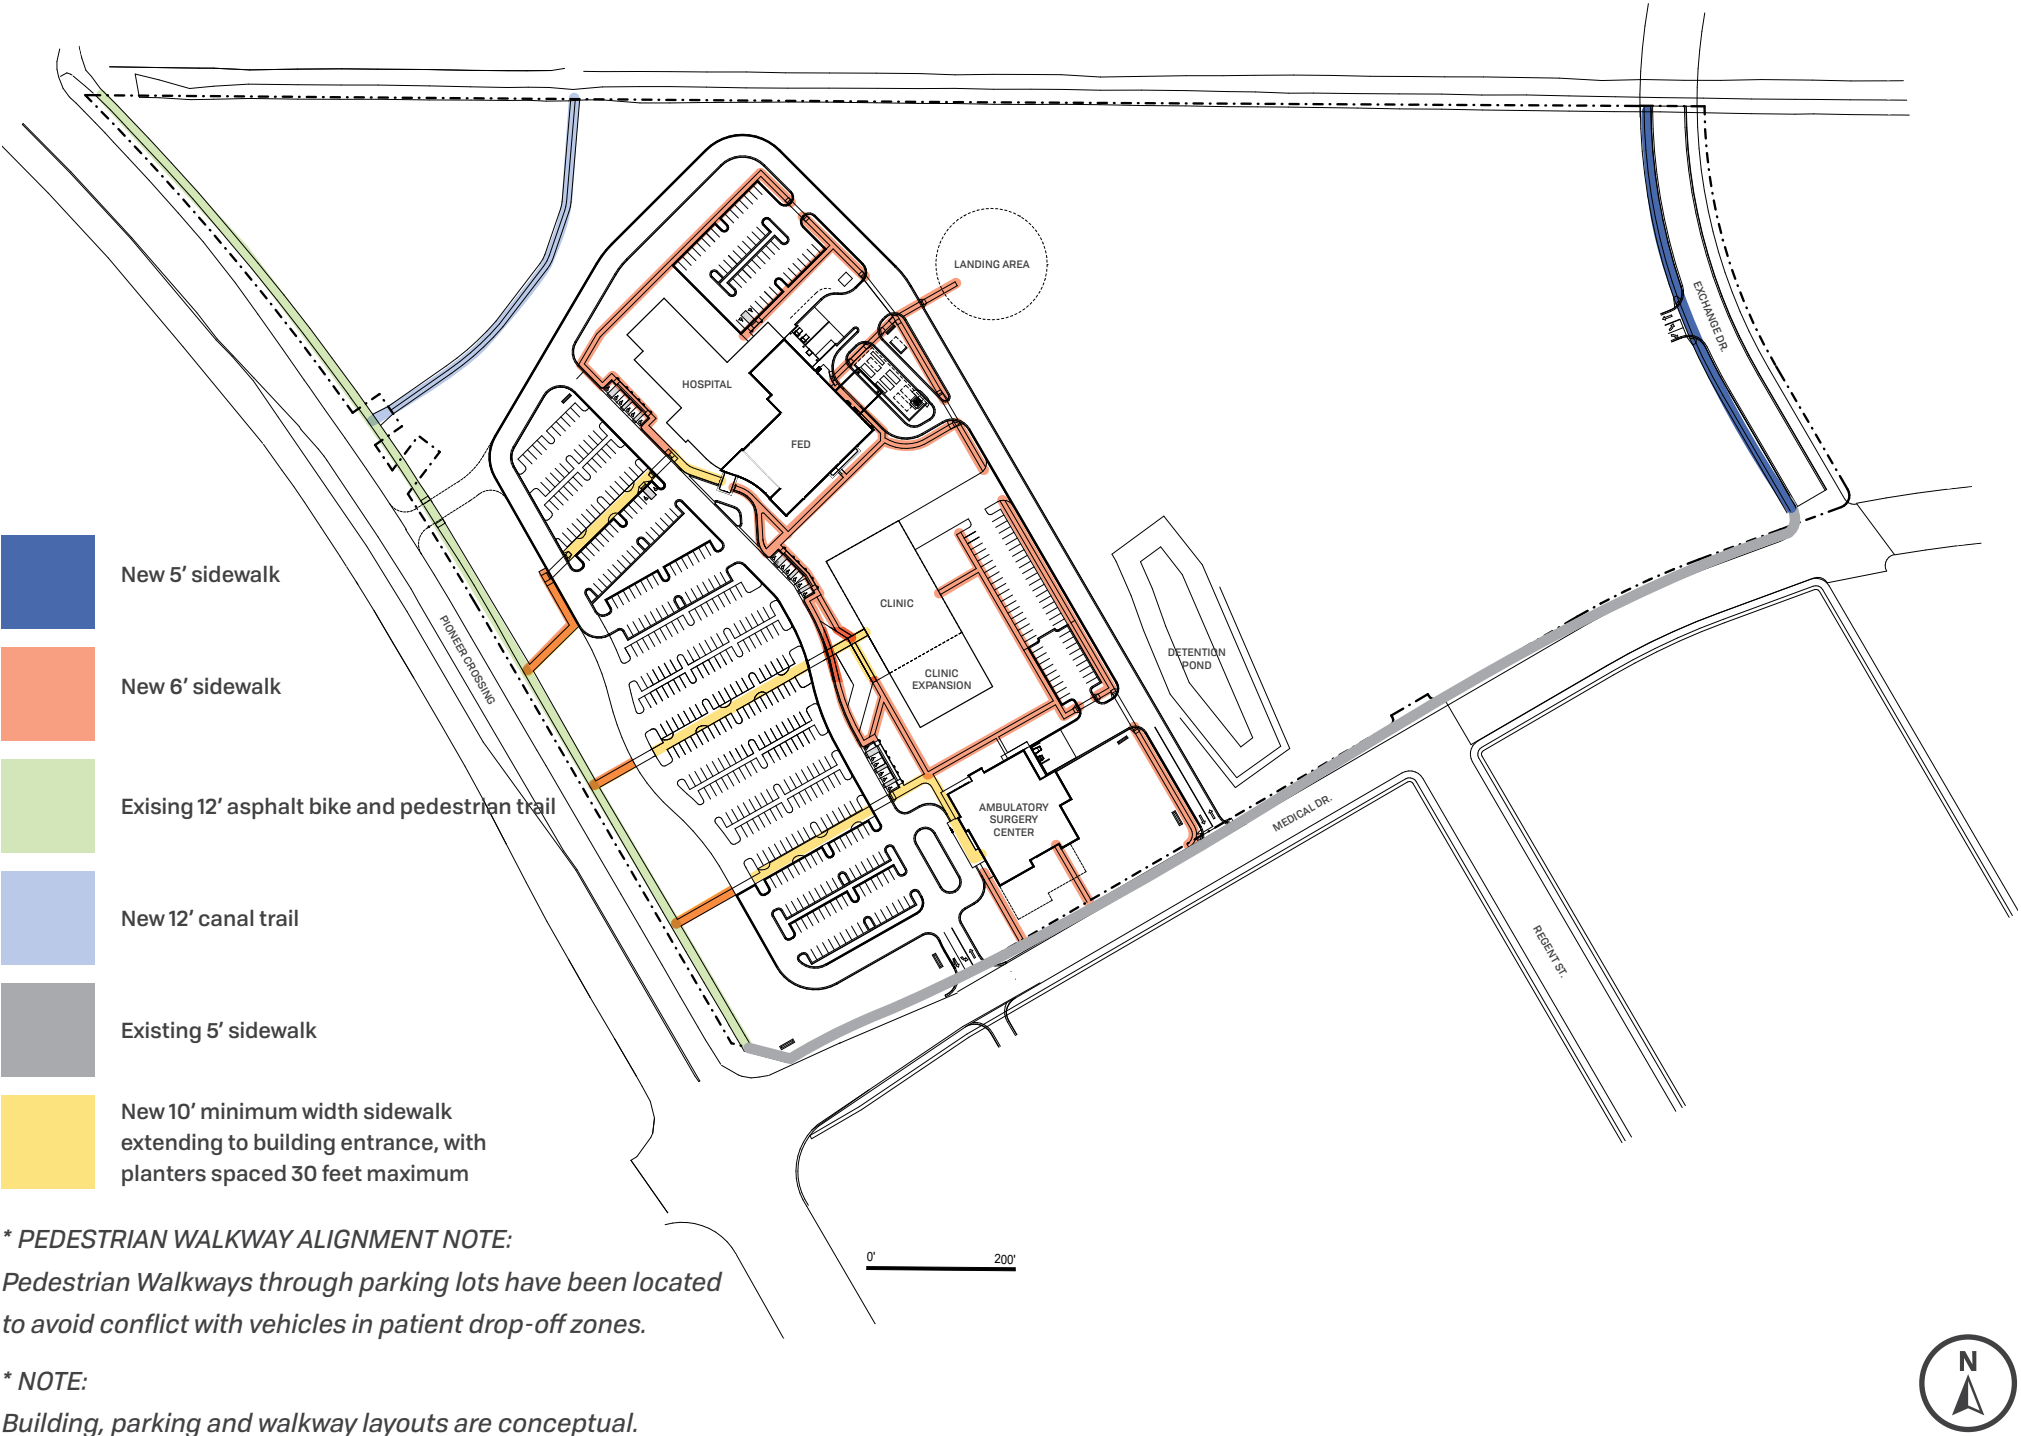 LANDING AREA
EXCHANGE DR.
HOSPITAL
FED
New 5' sidewalk
CLINIC
PIONEER CROSSING
DETENTION
POND
CLINIC
EXPANSION
New 6' sidewalk
Exising 12' asphalt bike and pedestrian trail
AMBULATORY
SURGERY
CENTER
MEDICAL DR.
New 12' canal trail
REGENT ST.
Existing 5' sidewalk
New 10' minimum width sidewalk
extending to building entrance, with
planters spaced 30 feet maximum
* PEDESTRIAN WALKWAY ALIGNMENT NOTE:
Pedestrian Walkways through parking lots have been located
to avoid conflict with vehicles in patient drop-off zones.
0' 200'
* NOTE:
Building, parking and walkway layouts are conceptual.
N